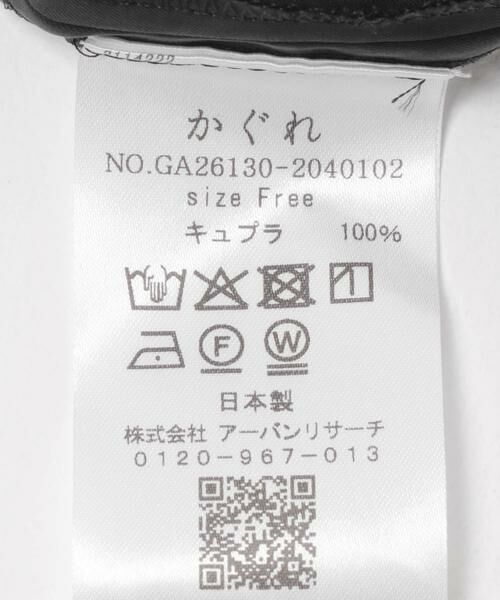 かぐれ
NO.GA26130-2040102
size Free
キュプラ 100%
F W
日本製
株式会社 アーバンリサーチ
0120-967-013